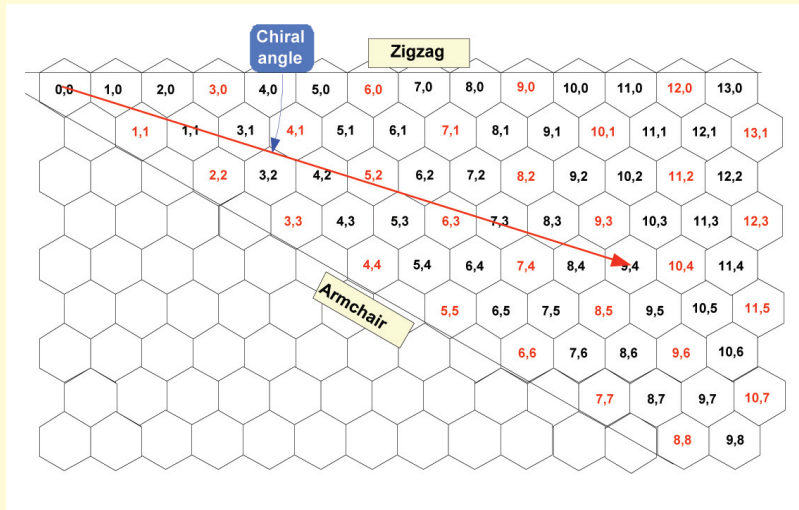 Chiral
angle
Zigzag
0,0 1,0 2,0 3,0 4,0 5,0 6,0 7,0 8,0 9,0 10,0 11,0 12,0 13,0
1,1 1,1 3,1 4,1 5,1 6,1 7,1 8,1 9,1 10,1 11,1 12,1 13,1
2,2 3,2 4,2 5,2 6,2 7,2 8,2 9,2 10,2 11,2 12,2
3,3 4,3 5,3 6,3 7,3 8,3 9,3 10,3 11,3 12,3
4,4 5,4 6,4 7,4 8,4 9,4 10,4 11,4
Armchair
5,5 6,5 7,5 8,5 9,5 10,5 11,5
6,6 7,6 8,6 9,6 10,6
7,7 8,7 9,7 10,7
8,8 9,8